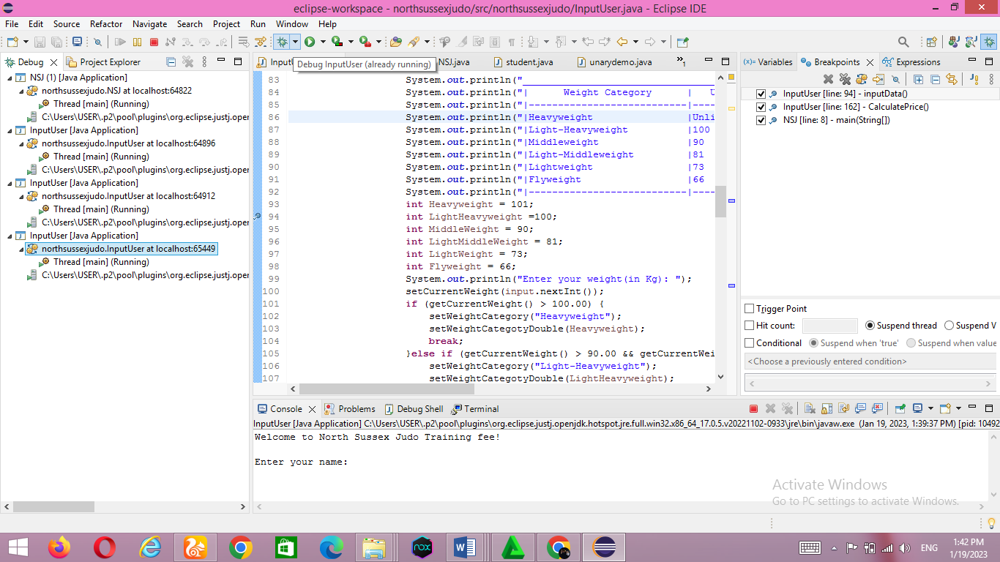 eclipse-workspace - northsussexjudo/src/northsussexjudo/InputUser.java - Eclipse IDE
File Edit Source Refactor Navigate Search Project Run Window Help
Debug Project Explorer
NSJ (1) [Java Application]
northsussexjudo.NSJ at localhost:64822
Thread [main] (Running)
C:\Users\USER\.p2\pool\plugins\org.eclipse.justj.oper
InputUser [Java Application]
northsussexjudo.InputUser at localhost:64896
Thread [main] (Running)
C:\Users\USER\.p2\pool\plugins\org.eclipse.justj.oper
InputUser [Java Application]
northsussexjudo.InputUser at localhost:64912
Thread [main] (Running)
C:\Users\USER\.p2\pool\plugins\org.eclipse.justj.oper
InputUser [Java Application]
northsussexjudo.InputUser at localhost:65449
Thread [main] (Running)
C:\Users\USER\.p2\pool\plugins\org.eclipse.justj.oper
InputU NSJ.java student.java unarydemo.java »1
Debug InputUser (already running)
83 System.out.println("____________________________________
84 System.out.println("| Weight Category | U
85 System.out.println("|---------------------------|----
86 System.out.println("|Heavyweight |Unli
87 System.out.println("|Light-Heavyweight |100
88 System.out.println("|Middleweight |90
89 System.out.println("|Light-Middleweight |81
90 System.out.println("|Lightweight |73
91 System.out.println("|Flyweight |66
92 System.out.println("|---------------------------|----
93 int Heavyweight = 101;
94 int LightHeavyweight =100;
95 int MiddleWeight = 90;
96 int LightMiddleWeight = 81;
97 int LightWeight = 73;
98 int Flyweight = 66;
99 System.out.println("Enter your weight(in Kg): ");
100 setCurrentWeight(input.nextInt());
101 if (getCurrentWeight() > 100.00) {
102 setWeightCategory("Heavyweight");
103 setWeightCategotyDouble(Heavyweight);
104 break;
105 }else if (getCurrentWeight() > 90.00 && getCurrentWei
106 setWeightCategory("Light-Heavyweight");
107 setWeightCategotyDouble(LightHeavyweight);
(x)= Variables Breakpoints Expressions
InputUser [line: 94] - inputData()
InputUser [line: 162] - CalculatePrice()
NSJ [line: 8] - main(String[])
Trigger Point
Hit count: Suspend thread Suspend V
Conditional Suspend when 'true' Suspend when value
<Choose a previously entered condition>
Console Problems Debug Shell Terminal
InputUser [Java Application] C:\Users\USER\.p2\pool\plugins\org.eclipse.justj.openjdk.hotspot.jre.full.win32.x86_64_17.0.5.v20221102-0933\jre\bin\javaw.exe (Jan 19, 2023, 1:39:37 PM) [pid: 10492
Welcome to North Sussex Judo Training fee!
Enter your name:
Activate Windows
Go to PC settings to activate Windows.
nox
ENG
1:42 PM
1/19/2023